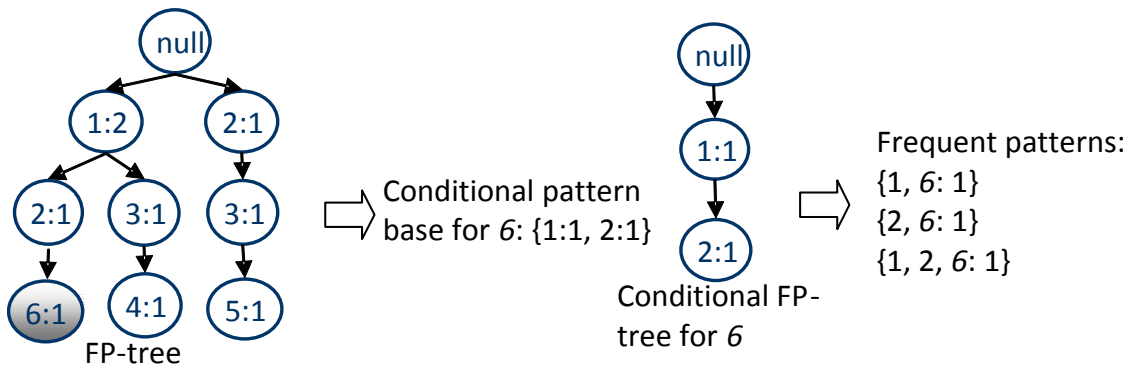 null
1:2
2:1
2:1
3:1
3:1
6:1
4:1
5:1
FP-tree
Conditional pattern
base for 6: {1:1, 2:1}
null
1:1
2:1
Conditional FP-
tree for 6
Frequent patterns:
{1, 6: 1}
{2, 6: 1}
{1, 2, 6: 1}